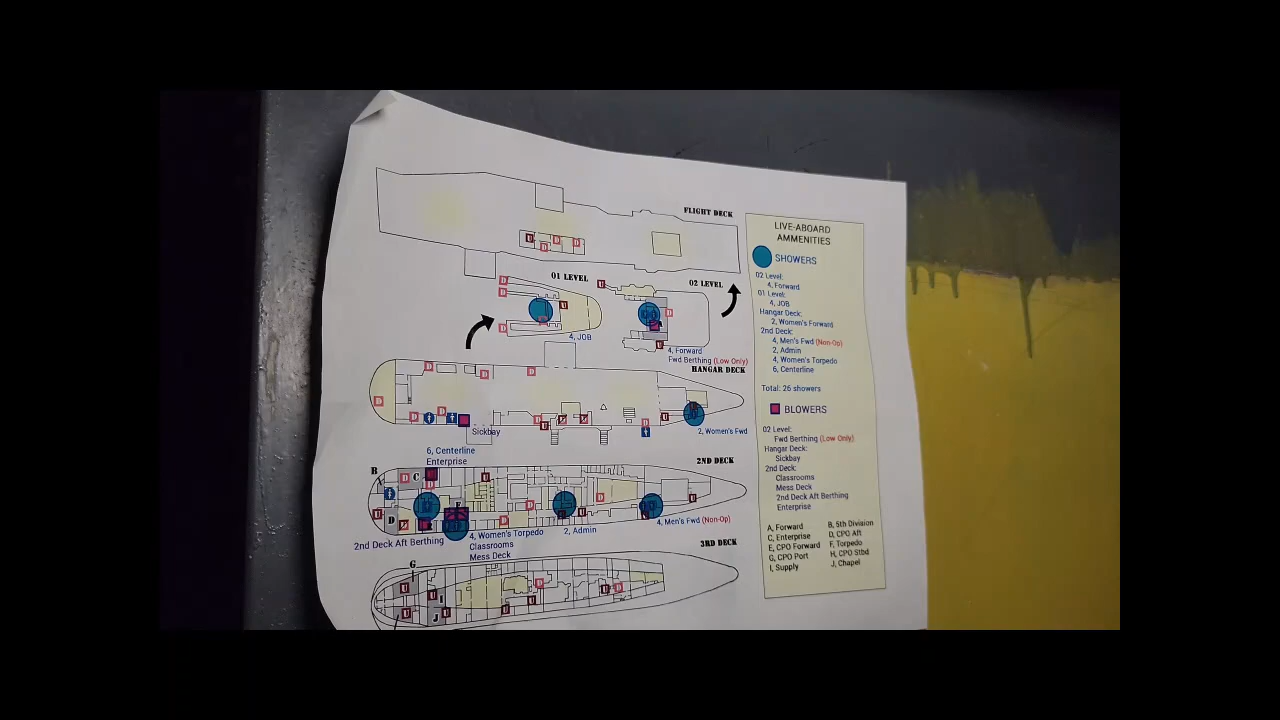 FLIGHT DECK
U
D
D
D
D
01 LEVEL
02 LEVEL
D
D
D
U
U
D
U
4, JOB
4, Forward
Fwd Berthing (Low Only)
HANGAR DECK
D
D
D
D
D
D
D
U
D
U
Sickbay
2, Women's Fwd
6, Centerline
Enterprise
2ND DECK
B
D
C
U
D
U
D
U
U
D
D
4, Men's Fwd (Non-Op)
2, Admin
2nd Deck Aft Berthing
4, Women's Torpedo
Classrooms
Mess Deck
3RD DECK
G
U
U
I
U
J
U
U
U
D
U
D
LIVE-ABOARD
AMMENITIES
SHOWERS
02 Level:
4, Forward
01 Level:
4, JOB
Hangar Deck:
2, Women's Forward
2nd Deck:
4, Men's Fwd (Non-Op)
2, Admin
4, Women's Torpedo
6, Centerline
Total: 26 showers
BLOWERS
02 Level:
Fwd Berthing (Low Only)
Hangar Deck:
Sickbay
2nd Deck:
Classrooms
Mess Deck
2nd Deck Aft Berthing
Enterprise
A, Forward B, 5th Division
C, Enterprise D, CPO Aft
E, CPO Forward F, Torpedo
G, CPO Port H, CPO Stbd
I, Supply J, Chapel